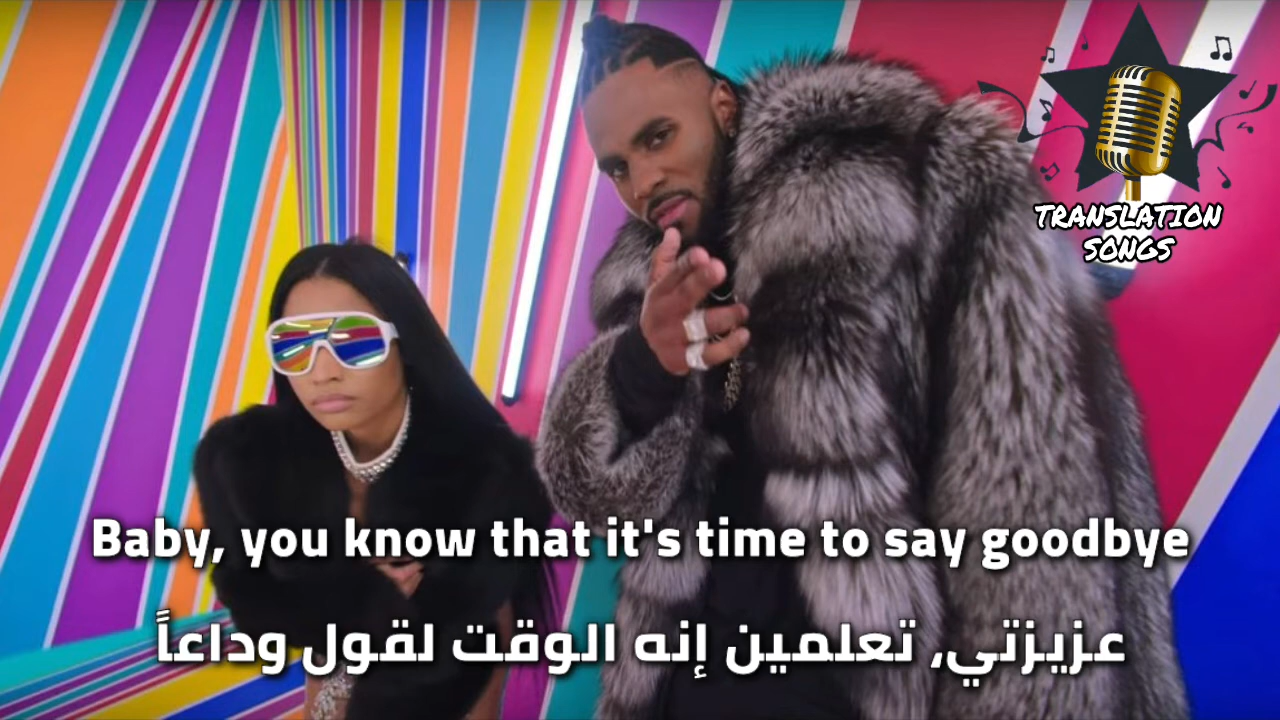 TRANSLATION
SONGS
Baby, you know that it's time to say goodbye
عزيزتي, تعلمين إنه الوقت لقول وداعاً